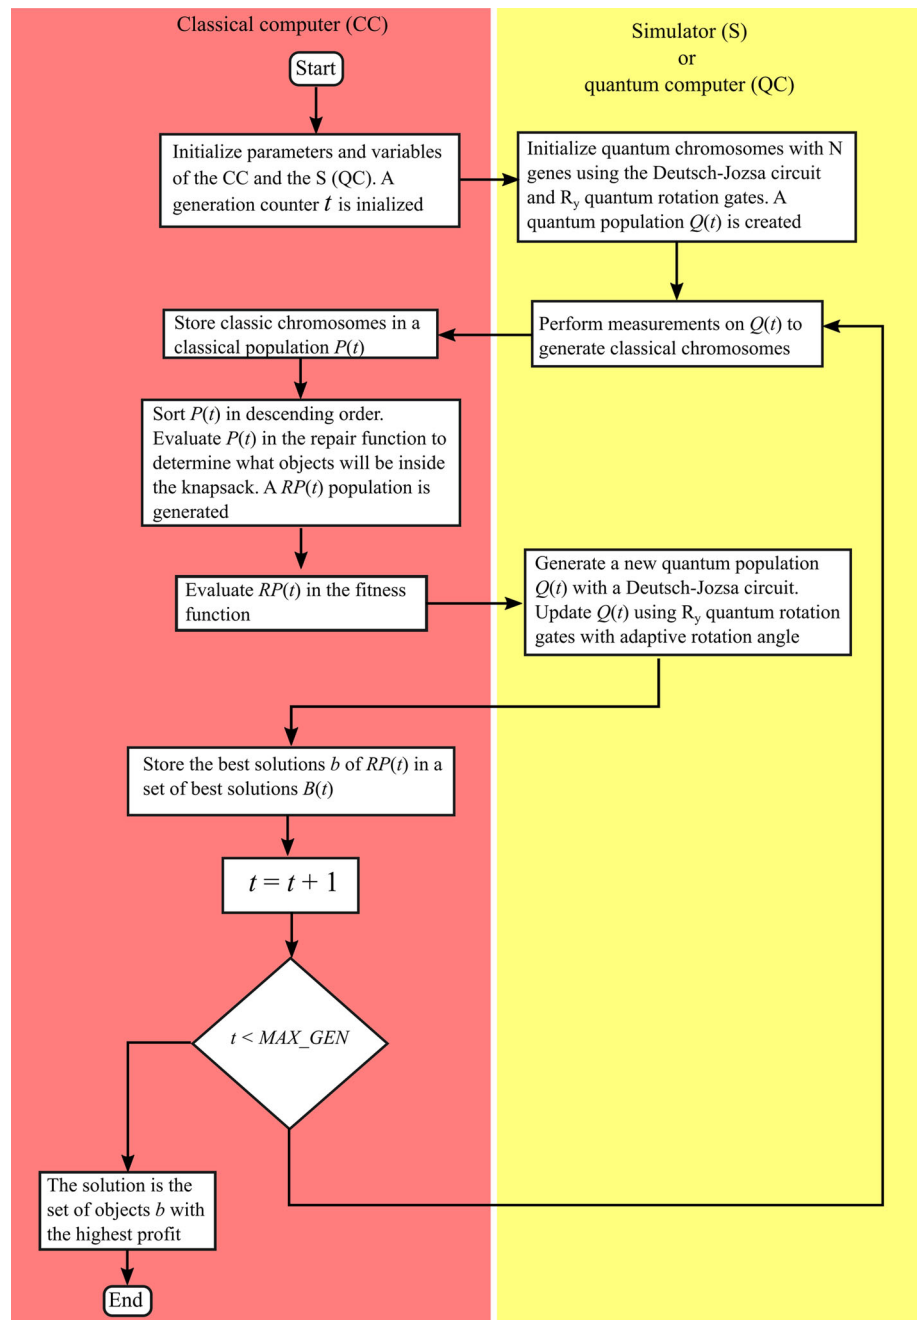 Classical computer (CC)
Simulator (S)
or
quantum computer (QC)
Start
Initialize parameters and variables
of the CC and the S (QC). A
generation counter t is inialized
Initialize quantum chromosomes with N
genes using the Deutsch-Jozsa circuit
and Ry quantum rotation gates. A
quantum population Q(t) is created
Perform measurements on Q(t) to
generate classical chromosomes
Store classic chromosomes in a
classical population P(t)
Sort P(t) in descending order.
Evaluate P(t) in the repair function to
determine what objects will be inside
the knapsack. A RP(t) population is
generated
Evaluate RP(t) in the fitness
function
Generate a new quantum population
Q(t) with a Deutsch-Jozsa circuit.
Update Q(t) using Ry quantum rotation
gates with adaptive rotation angle
Store the best solutions b of RP(t) in a
set of best solutions B(t)
t = t + 1
t < MAX_GEN
The solution is the
set of objects b with
the highest profit
End